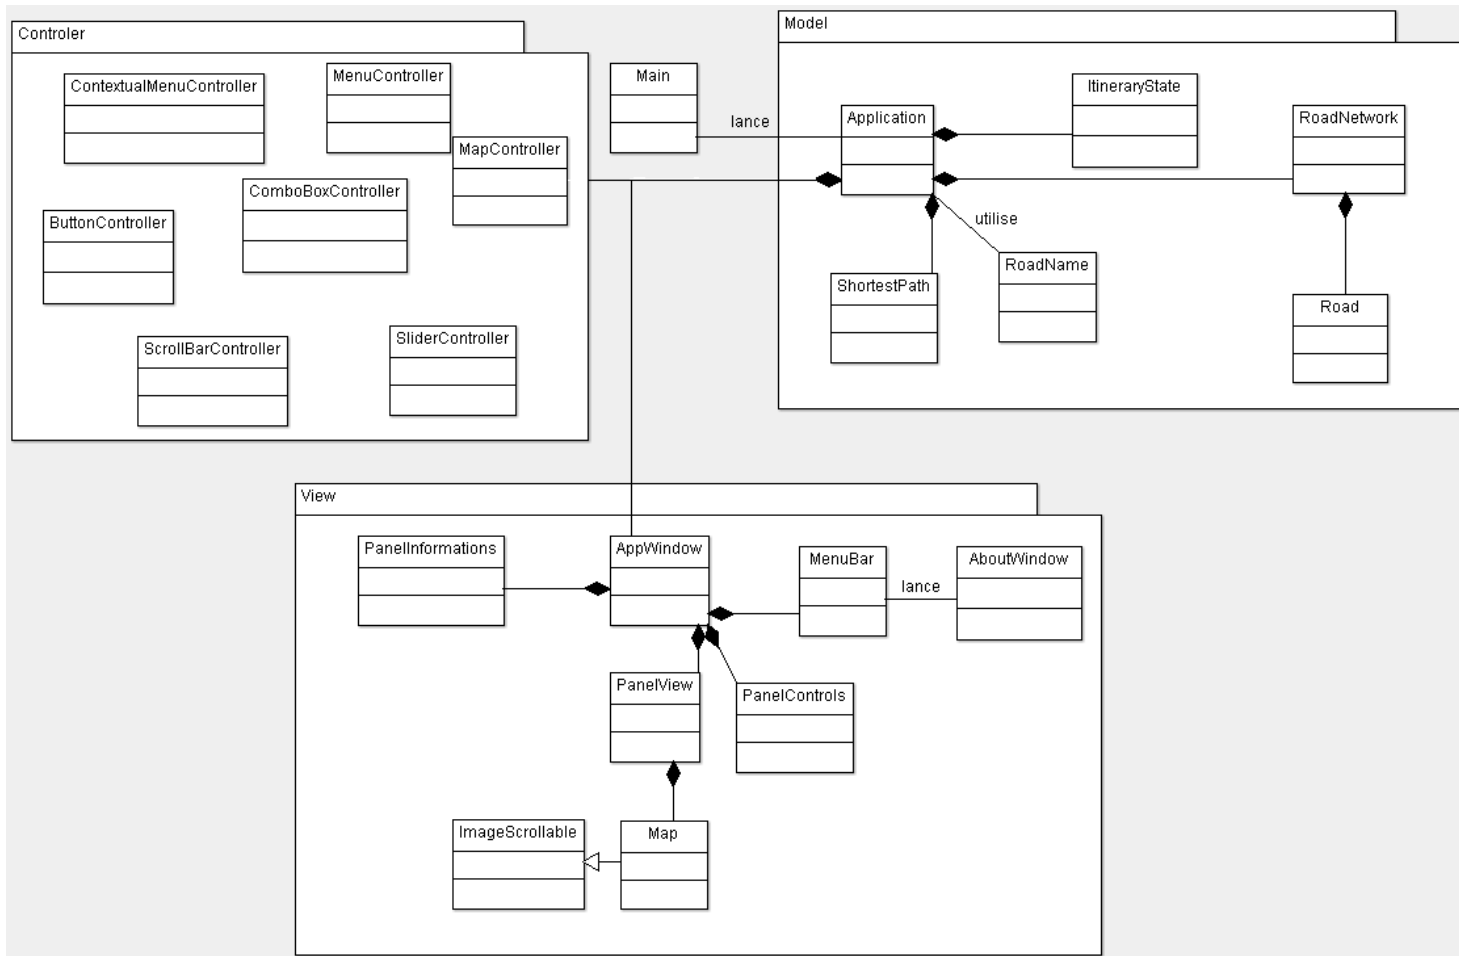 Controler
ContextualMenuController
MenuController
MapController
ComboBoxController
ButtonController
ScrollBarController
SliderController
Main
lance
Model
Application
ItineraryState
RoadNetwork
utilise
RoadName
ShortestPath
Road
View
PanelInformations
AppWindow
MenuBar
lance
AboutWindow
PanelView
PanelControls
ImageScrollable
Map